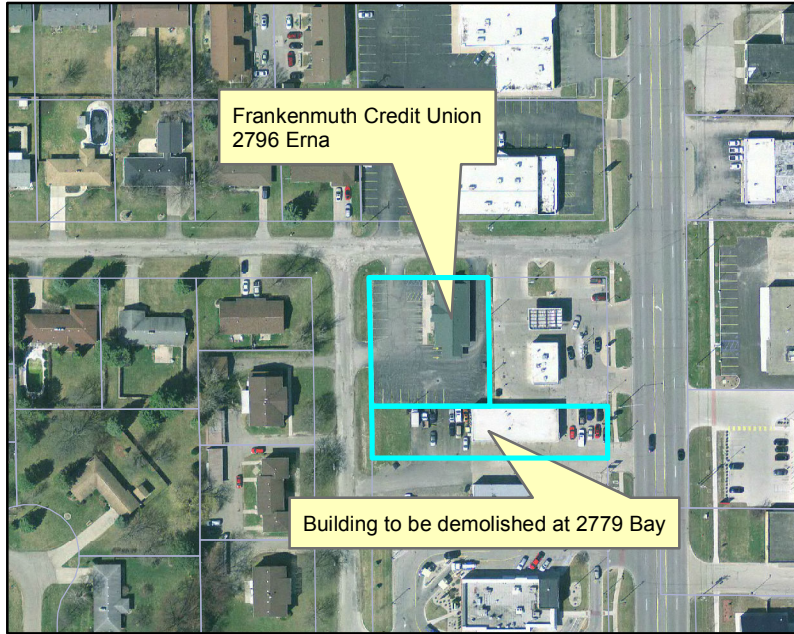 Frankenmuth Credit Union
2796 Erna
Building to be demolished at 2779 Bay